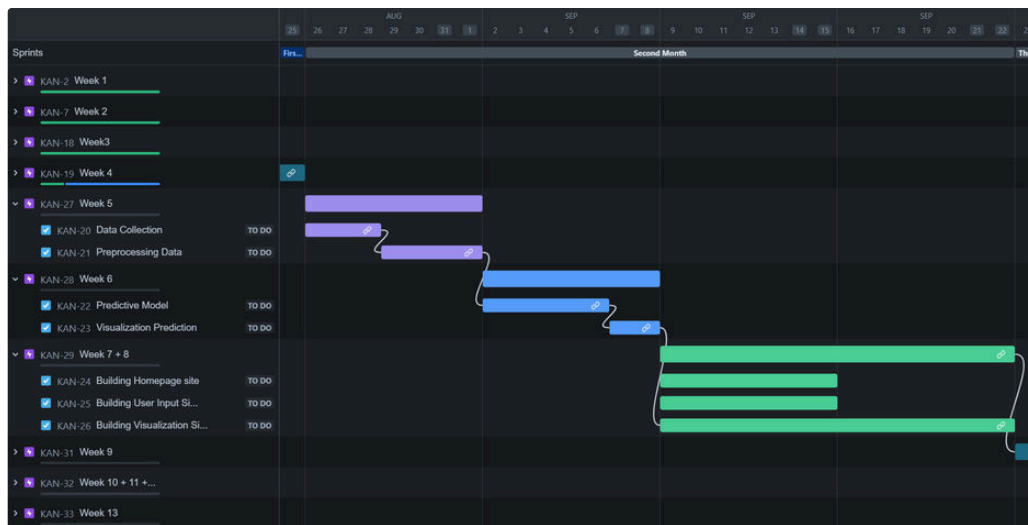 AUG SEP SEP SEP
25 26 27 28 29 30 31 1 2 3 4 5 6 7 8 9 10 11 12 13 14 15 16 17 18 19 20 21 22
Sprints Firs... Second Month Th
KAN-2 Week 1
KAN-7 Week 2
KAN-18 Week3
KAN-19 Week 4
KAN-27 Week 5
KAN-20 Data Collection TO DO
KAN-21 Preprocessing Data TO DO
KAN-28 Week 6
KAN-22 Predictive Model TO DO
KAN-23 Visualization Prediction TO DO
KAN-29 Week 7 + 8
KAN-24 Building Homepage site TO DO
KAN-25 Building User Input Si... TO DO
KAN-26 Building Visualization Si... TO DO
KAN-31 Week 9
KAN-32 Week 10 + 11 +...
KAN-33 Week 13